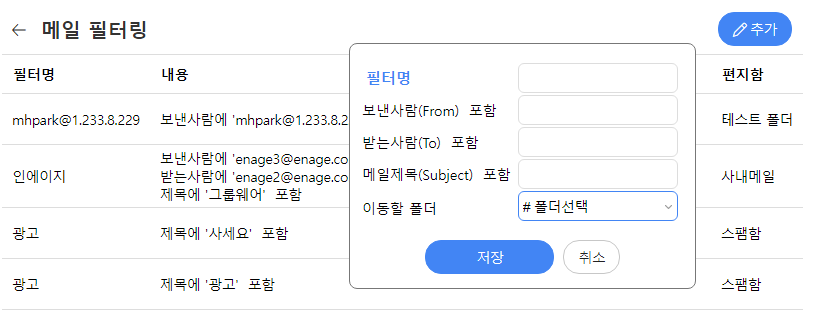 ← 메일 필터링
추가
필터명 내용 편지함
mhpark@1.233.8.229 보낸사람에 'mhpark@1.233.8.2 테스트 폴더
인에이지
보낸사람에 'enage3@enage.co
받는사람에 'enage2@enage.co
제목에 '그룹웨어' 포함
사내메일
광고 제목에 '사세요' 포함 스팸함
광고 제목에 '광고' 포함 스팸함
필터명
보낸사람(From) 포함
받는사람(To) 포함
메일제목(Subject) 포함
이동할 폴더 # 폴더선택
저장 취소